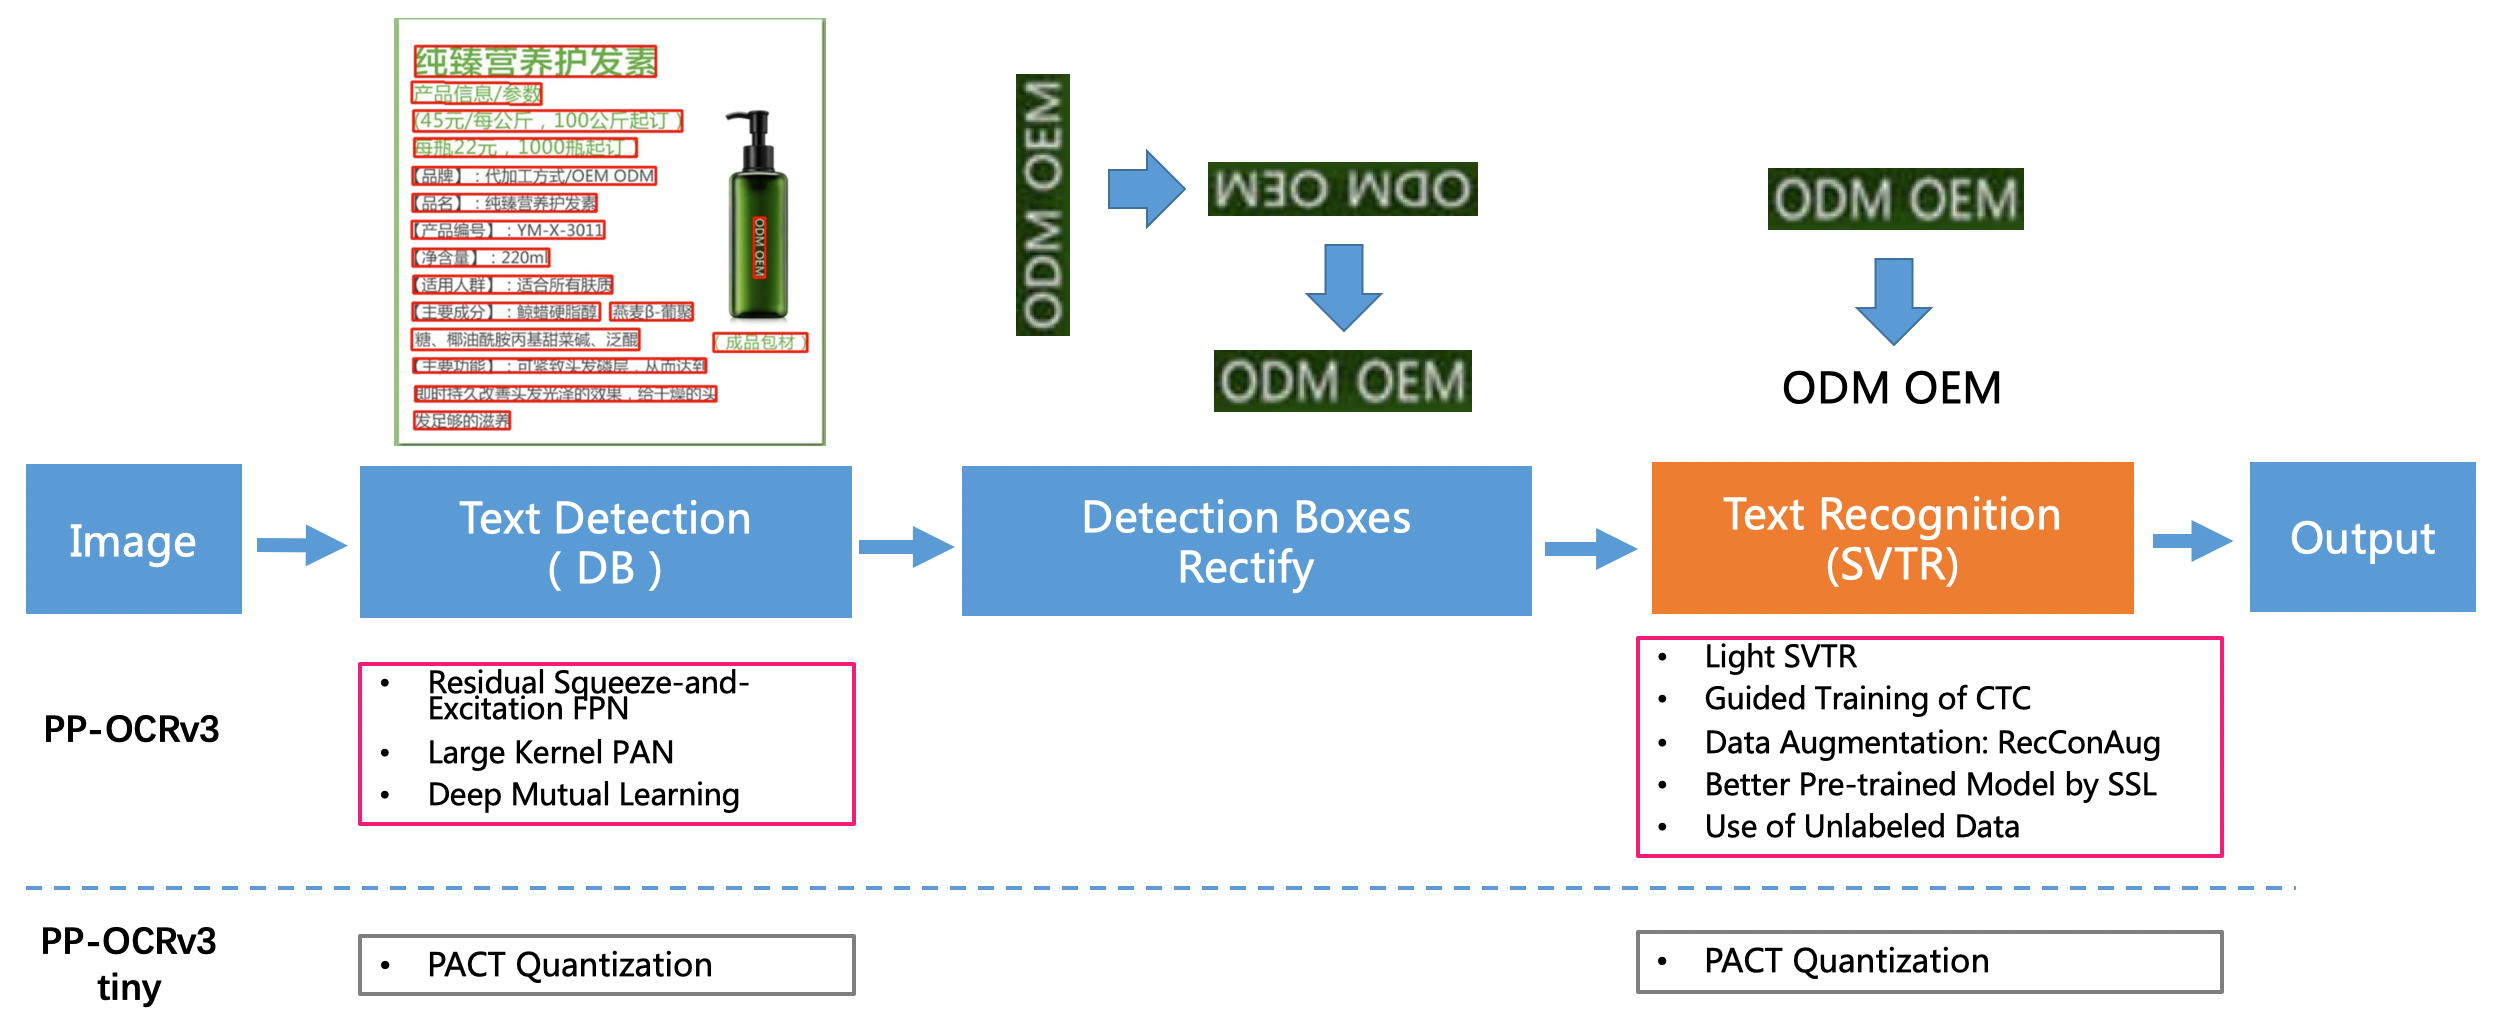 纯臻营养护发素
产品信息/参数
(45元/每公斤，100公斤起订)
每瓶22元，1000瓶起订)
【品牌】：代加工方式/OEM ODM
【品名】：纯臻营养护发素
【产品编号】：YM-X-3011
【净含量】：220ml
【适用人群】：适合所有肤质
【主要成分】：鲸蜡硬脂醇 燕麦β-葡聚
糖、椰油酰胺丙基甜菜碱、泛醌
(成品包材)
【主要功能】：可紧致头发磷层，从而达到
即时持久改善头发光泽的效果，给干燥的头
发足够的滋养
ODM OEM
ODM OEM
ODM OEM
ODM OEM
ODM OEM
ODM OEM
Image
Text Detection
( DB )
Detection Boxes
Rectify
Text Recognition
(SVTR)
Output
PP-OCRv3
• Residual Squeeze-and-
Excitation FPN
• Large Kernel PAN
• Deep Mutual Learning
• Light SVTR
• Guided Training of CTC
• Data Augmentation: RecConAug
• Better Pre-trained Model by SSL
• Use of Unlabeled Data
PP-OCRv3
tiny
• PACT Quantization
• PACT Quantization